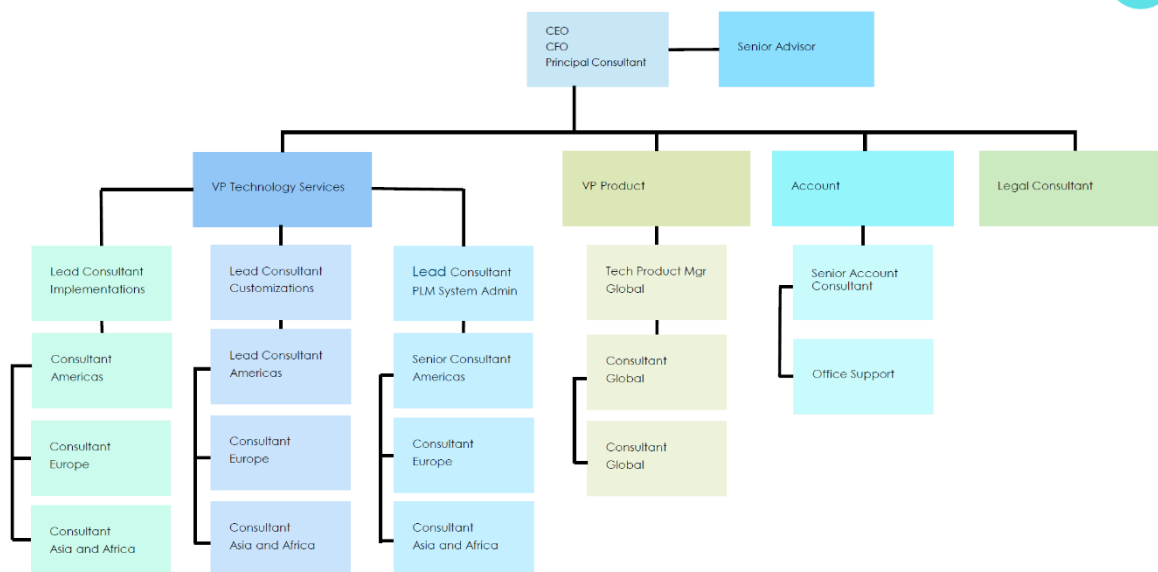 CEO
CFO
Principal Consultant
Senior Advisor
VP Technology Services
VP Product
Account
Legal Consultant
Lead Consultant
Implementations
Lead Consultant
Customizations
Lead Consultant
PLM System Admin
Tech Product Mgr
Global
Senior Account
Consultant
Consultant
Americas
Lead Consultant
Americas
Senior Consultant
Americas
Consultant
Global
Office Support
Consultant
Europe
Consultant
Europe
Consultant
Europe
Consultant
Global
Consultant
Asia and Africa
Consultant
Asia and Africa
Consultant
Asia and Africa